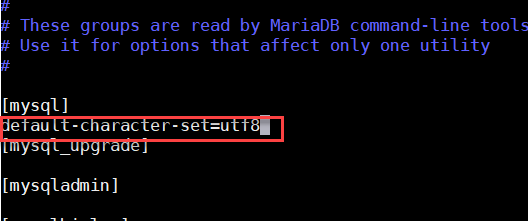 #
# These groups are read by MariaDB command-line tools
# Use it for options that affect only one utility
#
[mysql]
default-character-set=utf8
[mysql_upgrade]
[mysqladmin]